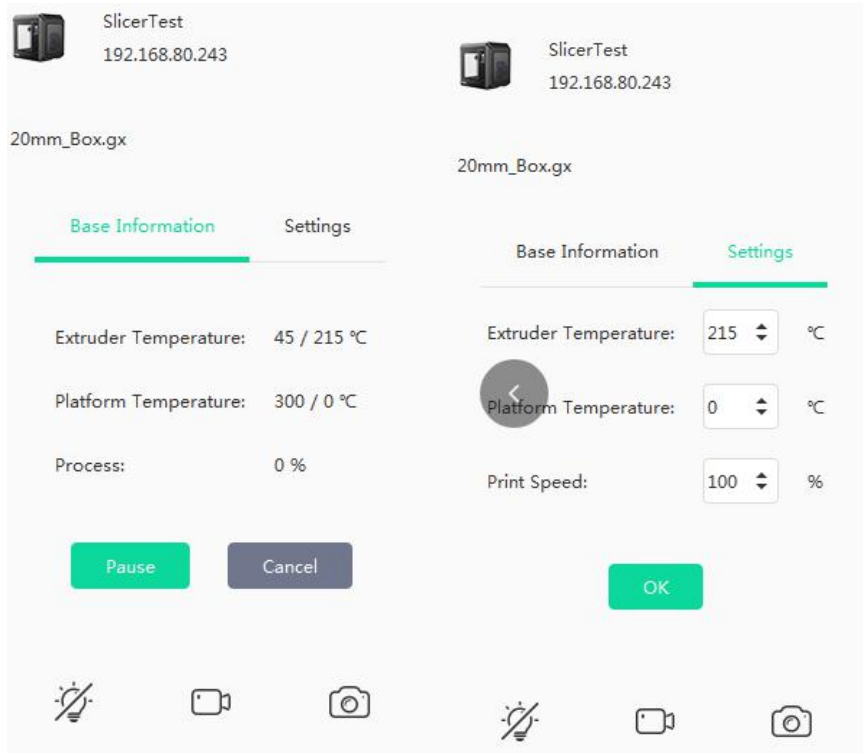 SlicerTest
192.168.80.243
20mm_Box.gx
Base Information Settings
Extruder Temperature: 45 / 215 ℃
Platform Temperature: 300 / 0 ℃
Process: 0 %
Pause Cancel
SlicerTest
192.168.80.243
20mm_Box.gx
Base Information Settings
Extruder Temperature: 215 ℃
Platform Temperature: 0 ℃
Print Speed: 100 %
OK